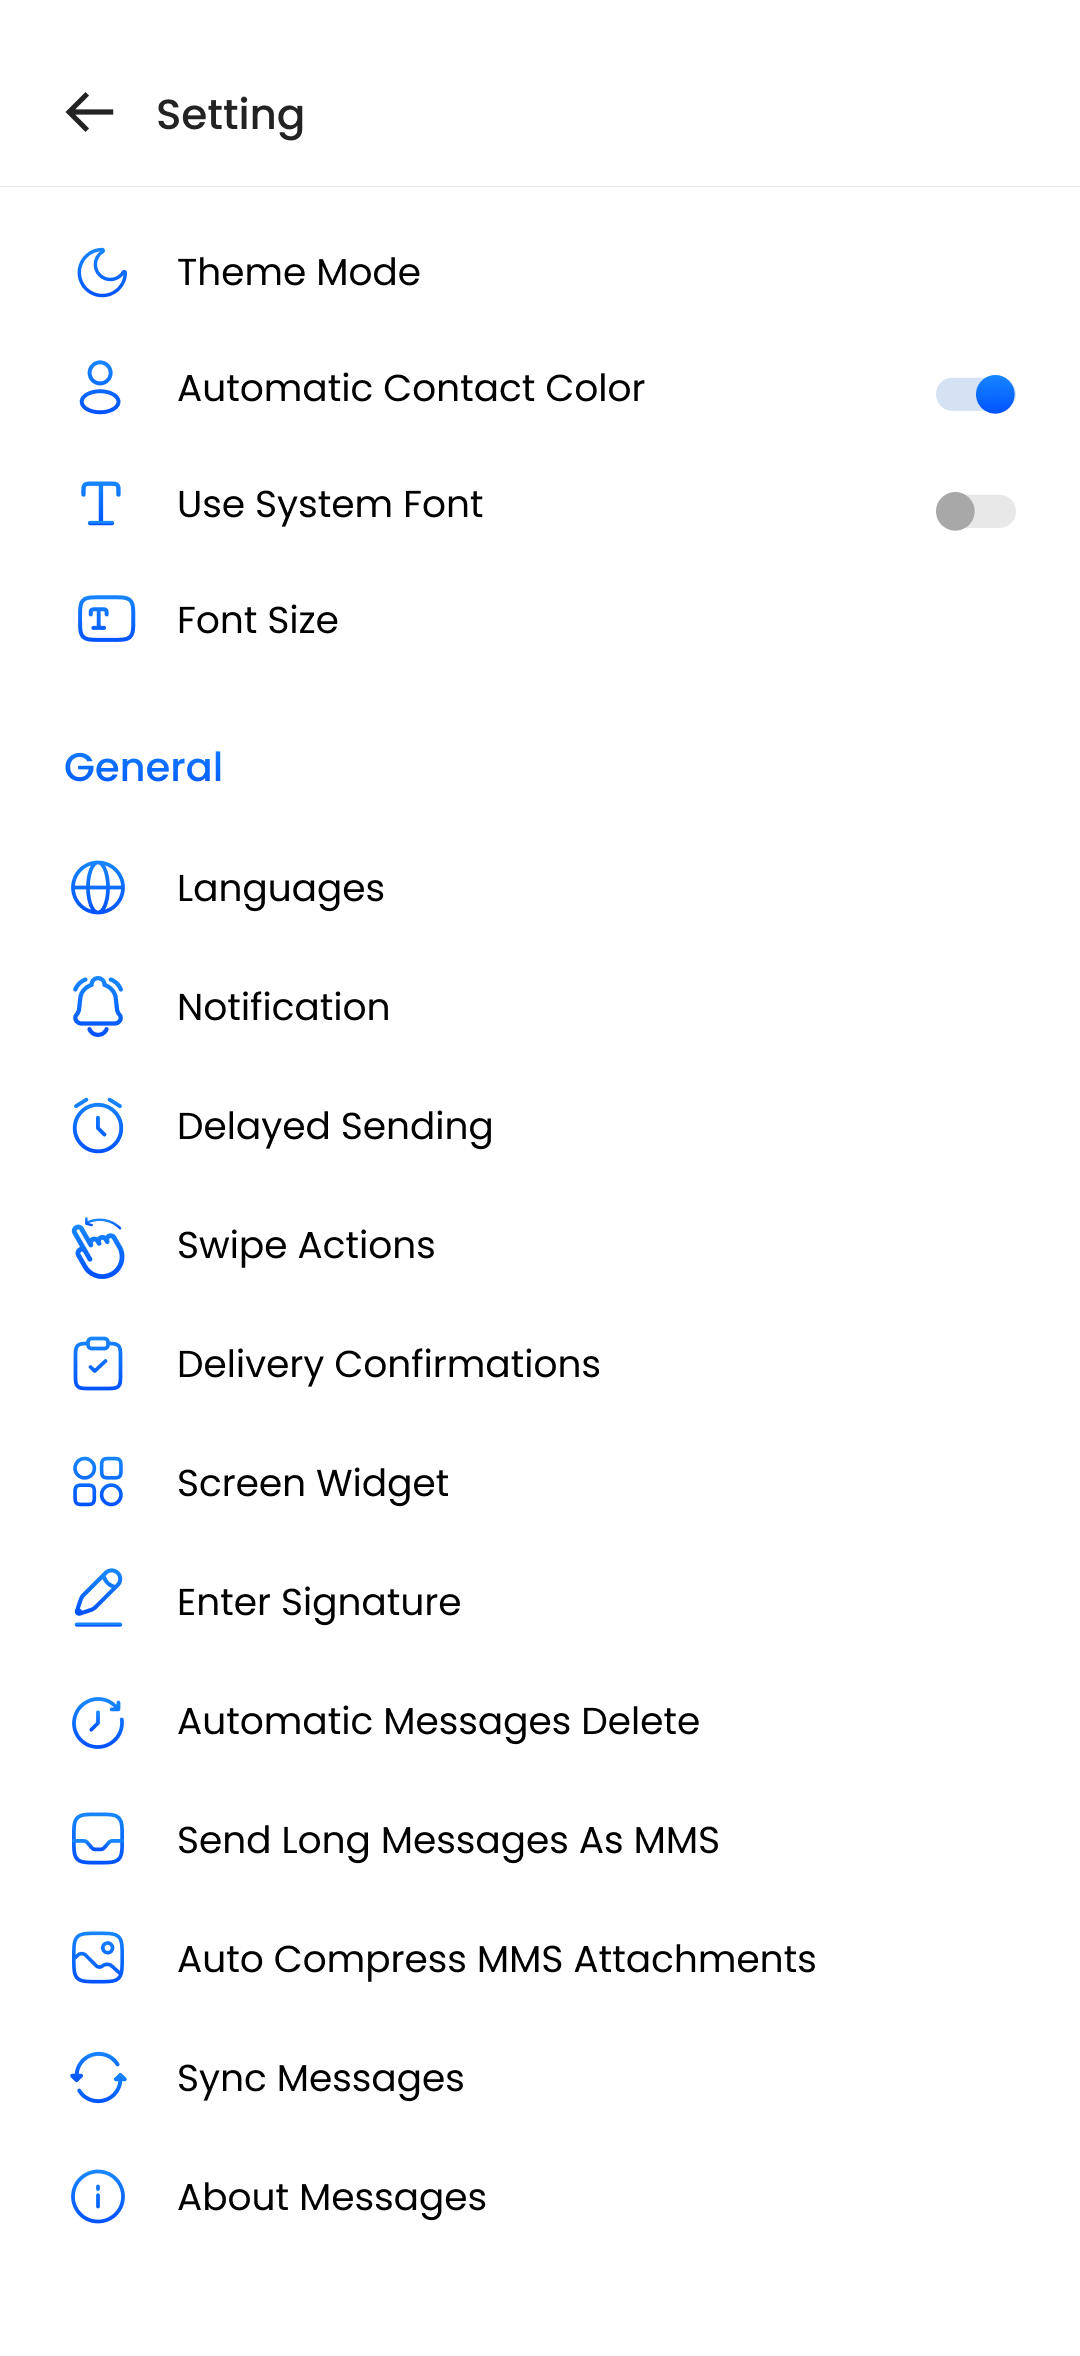 Setting
Theme Mode
Automatic Contact Color
Use System Font
Font Size
General
Languages
Notification
Delayed Sending
Swipe Actions
Delivery Confirmations
Screen Widget
Enter Signature
Automatic Messages Delete
Send Long Messages As MMS
Auto Compress MMS Attachments
Sync Messages
About Messages